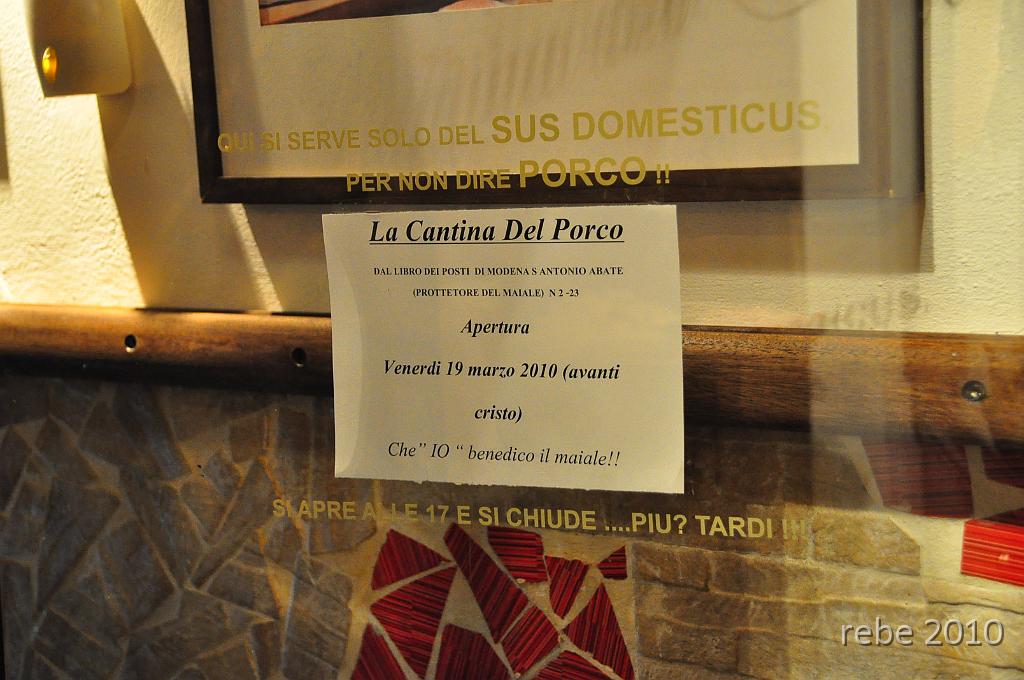 QUI SI SERVE SOLO DEL SUS DOMESTICUS
PER NON DIRE PORCO !!
La Cantina Del Porco
DAL LIBRO DEI POSTI DI MODENA S ANTONIO ABATE
(PROTTETORE DEL MAIALE) N 2 -23
Apertura
Venerdi 19 marzo 2010 (avanti
cristo)
Che" IO " benedico il maiale!!
SI APRE ALLE 17 E SI CHIUDE ....PIU? TARDI !!!
rebe 2010